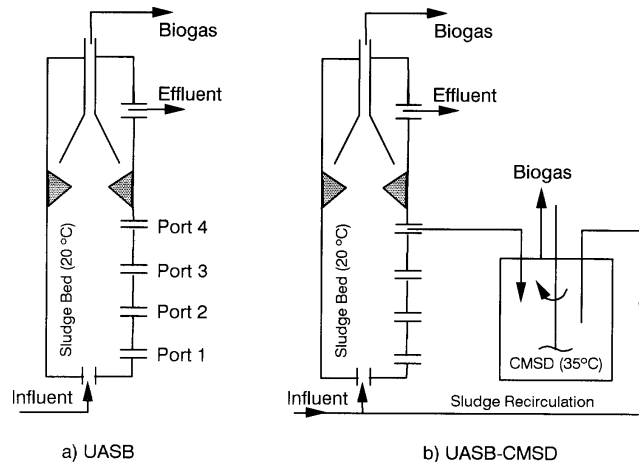 Biogas
Effluent
Port 4
Port 3
Port 2
Port 1
Sludge Bed (20 °C)
Influent
a) UASB
Biogas
Effluent
Biogas
Sludge Bed (20 °C)
CMSD (35°C)
Influent
Sludge Recirculation
b) UASB-CMSD